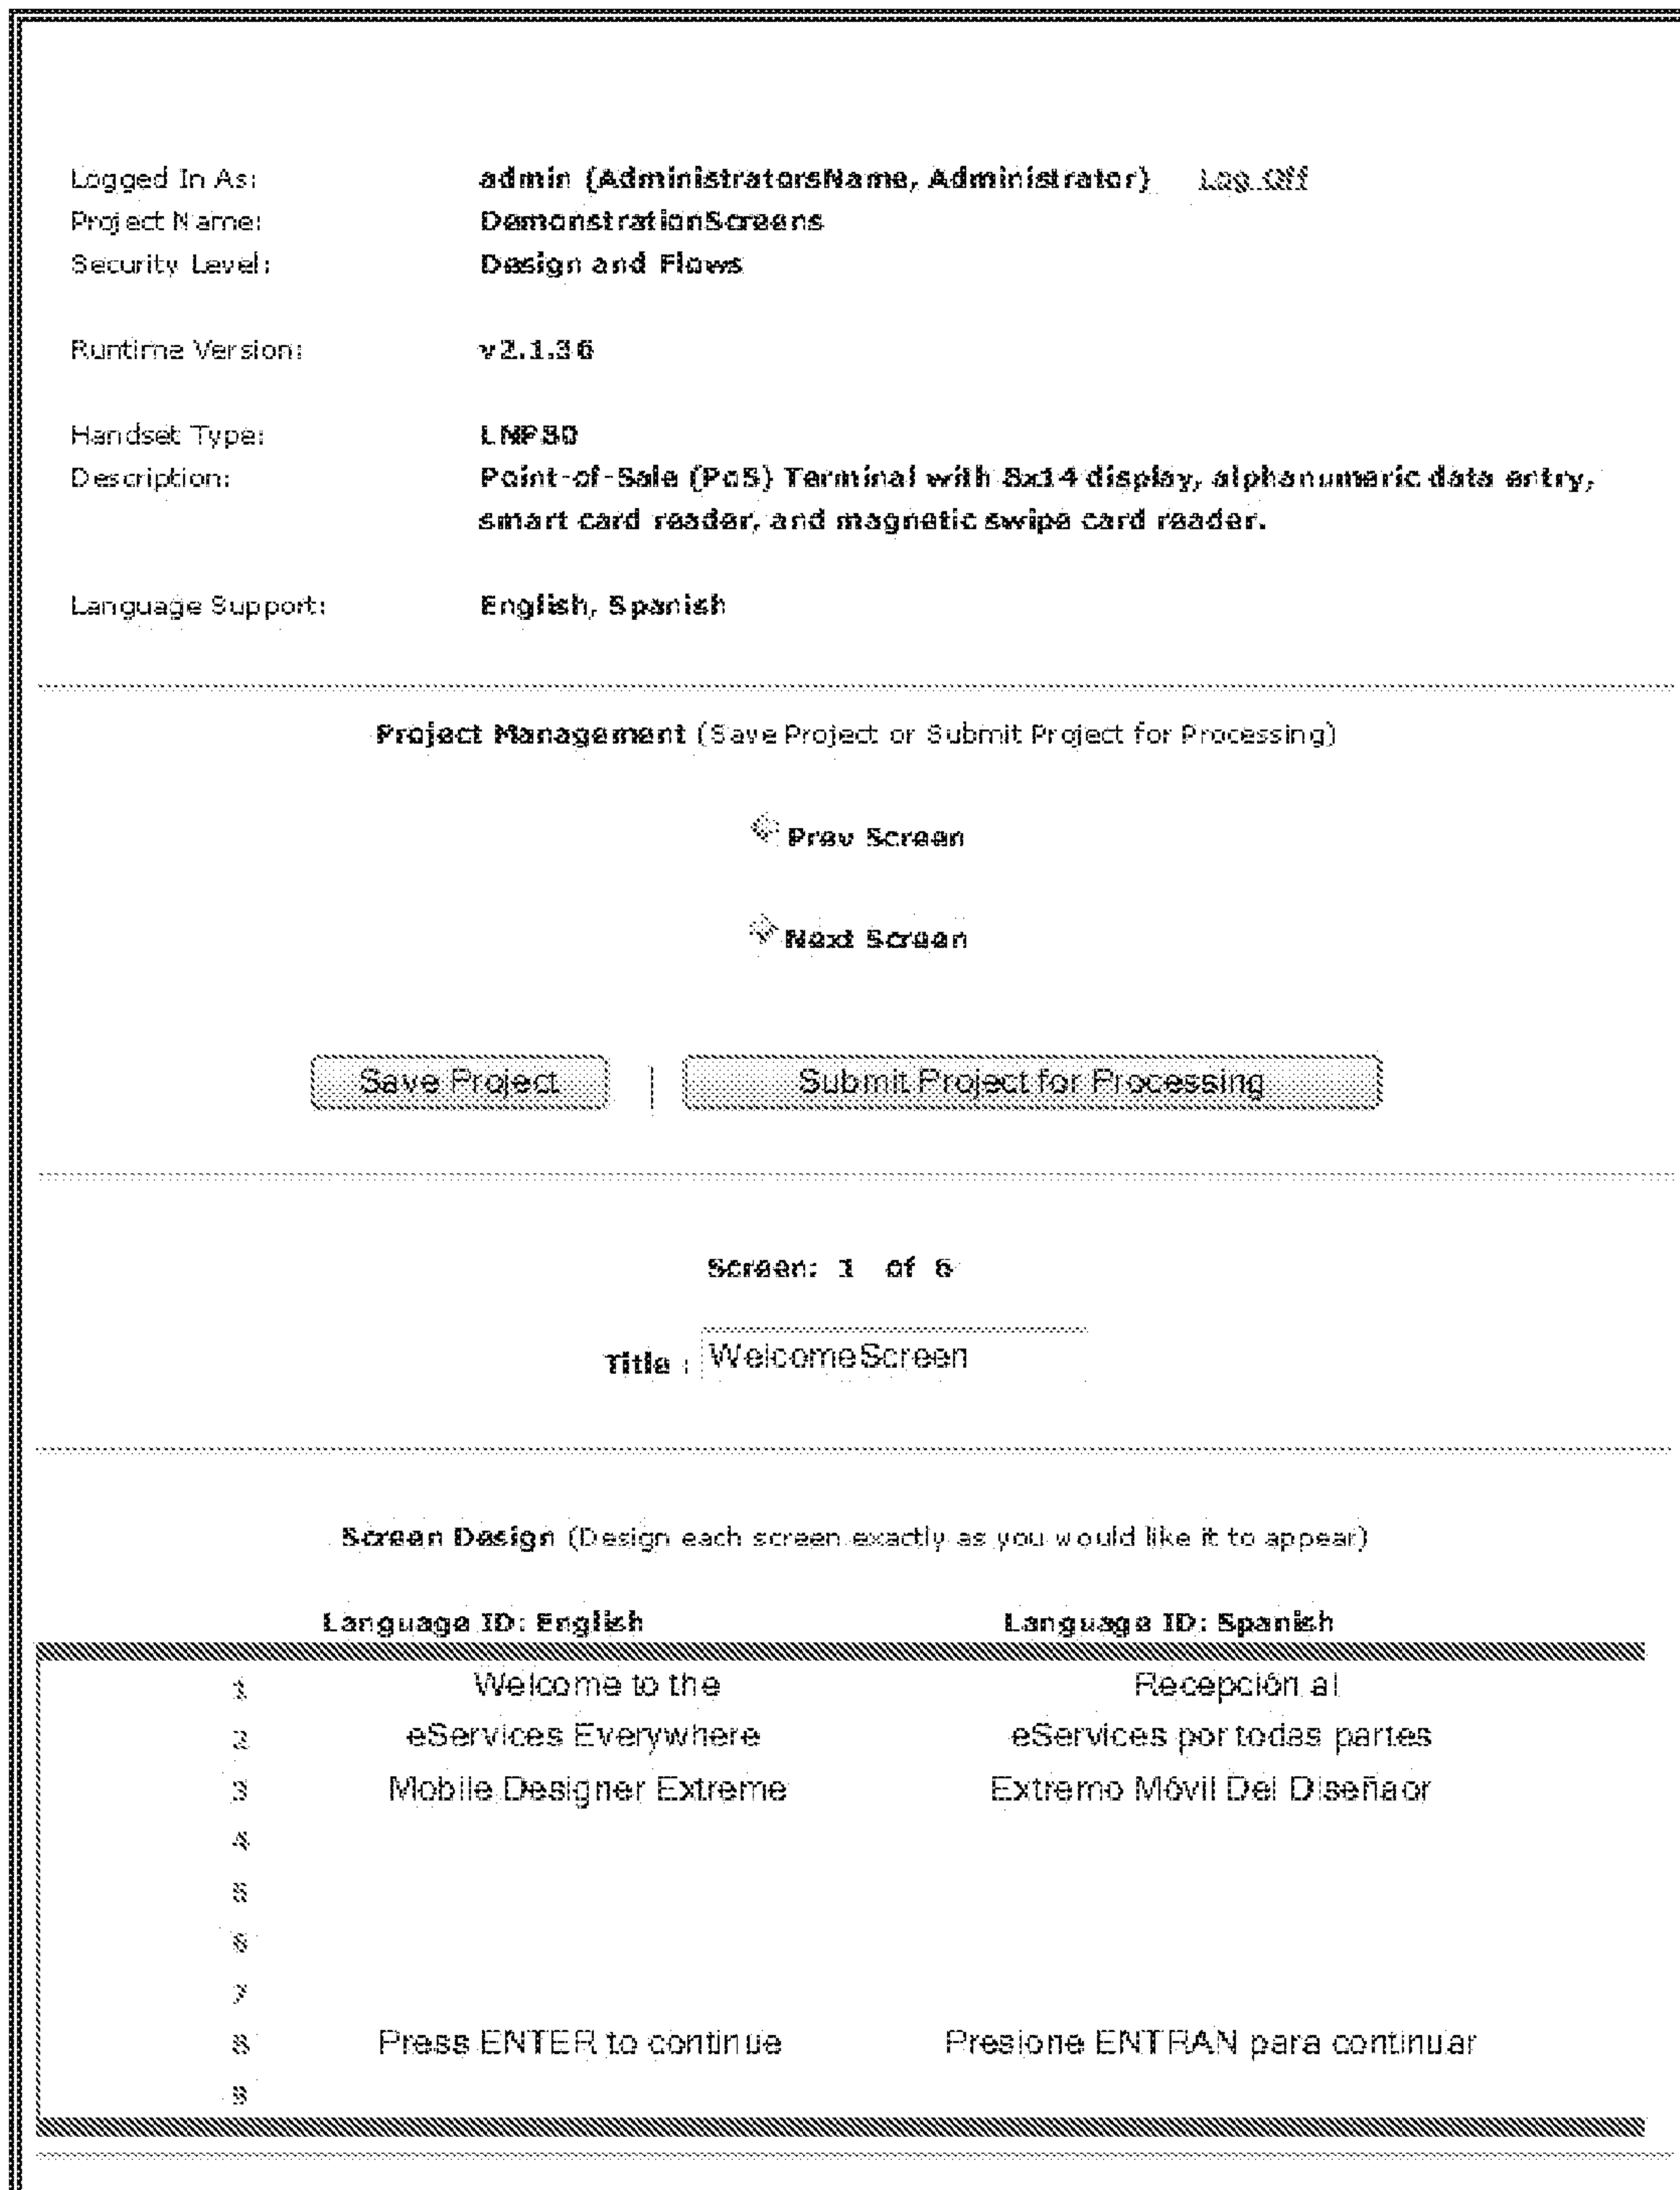 Logged In As: admin (AdministratorsName, Administrator) Log Off
Project Name: DemonstrationScreens
Security Level: Design and Flows
Runtime Version: v2.1.36
Handset Type: LNP80
Description: Point-of-Sale (PoS) Terminal with 8x14 display, alphanumeric data entry,
smart card reader, and magnetic swipe card reader.
Language Support: English, Spanish
Project Management (Save Project or Submit Project for Processing)
Prev Screen
Next Screen
Save Project | Submit Project for Processing
Screen: 1 of 6
Title : WelcomeScreen
Screen Design (Design each screen exactly as you would like it to appear)
Language ID: English Language ID: Spanish
1 Welcome to the Recepción al
2 eServices Everywhere eServices por todas partes
3 Mobile Designer Extreme Extremo Móvil Del Diseñaor
4
5
6
7
8 Press ENTER to continue Presione ENTRAN para continuar
9